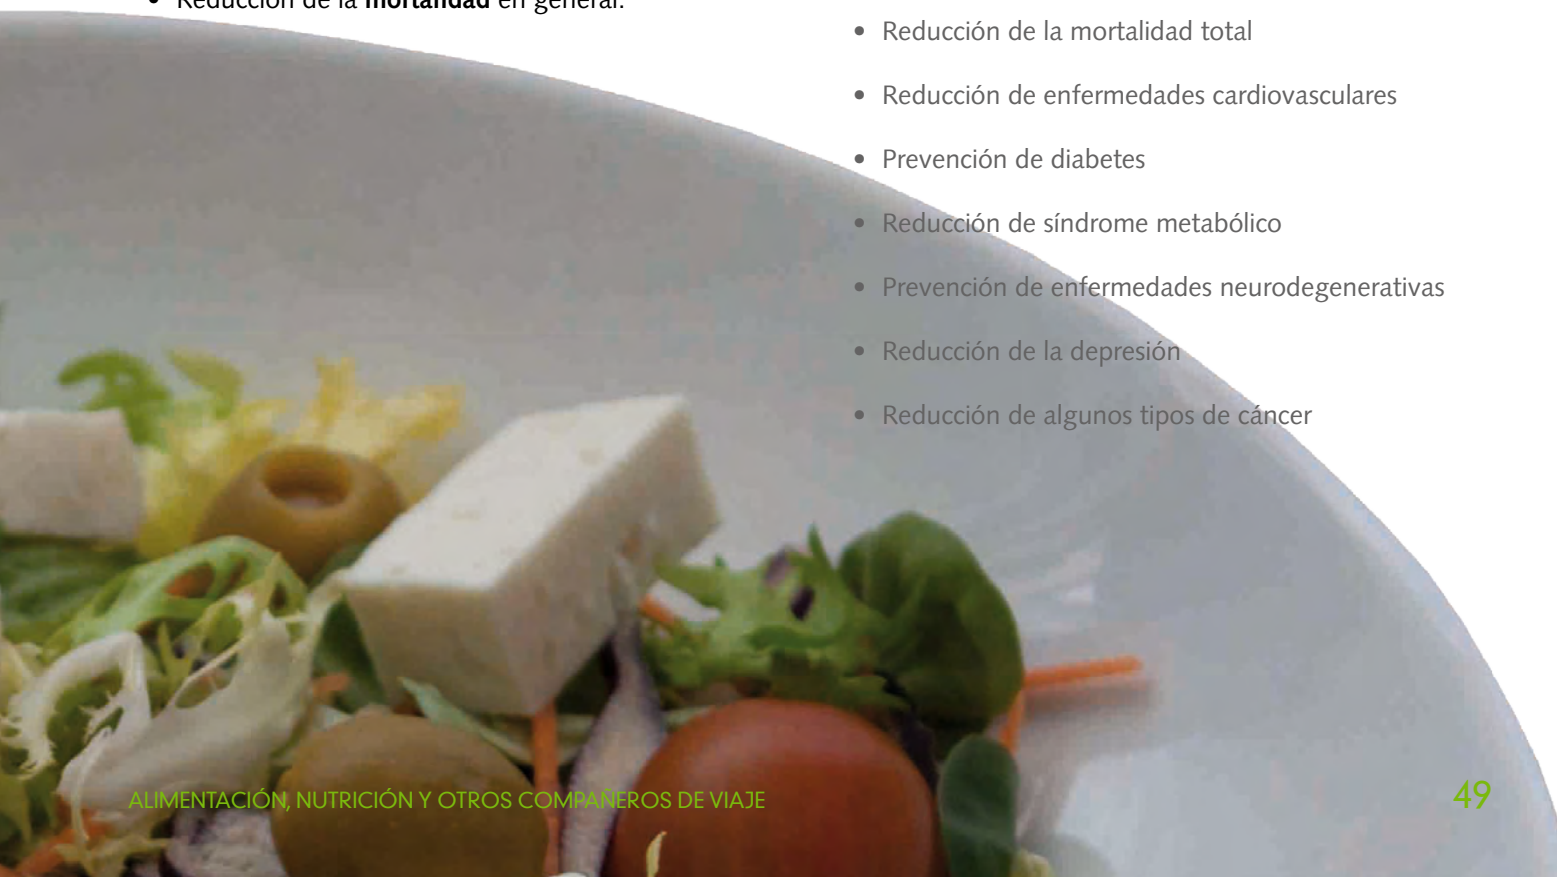 • Reducción de la mortalidad en general.
• Reducción de la mortalidad total
• Reducción de enfermedades cardiovasculares
• Prevención de diabetes
• Reducción de síndrome metabólico
• Prevención de enfermedades neurodegenerativas
• Reducción de la depresión
• Reducción de algunos tipos de cáncer
ALIMENTACIÓN, NUTRICIÓN Y OTROS COMPAÑEROS DE VIAJE
49